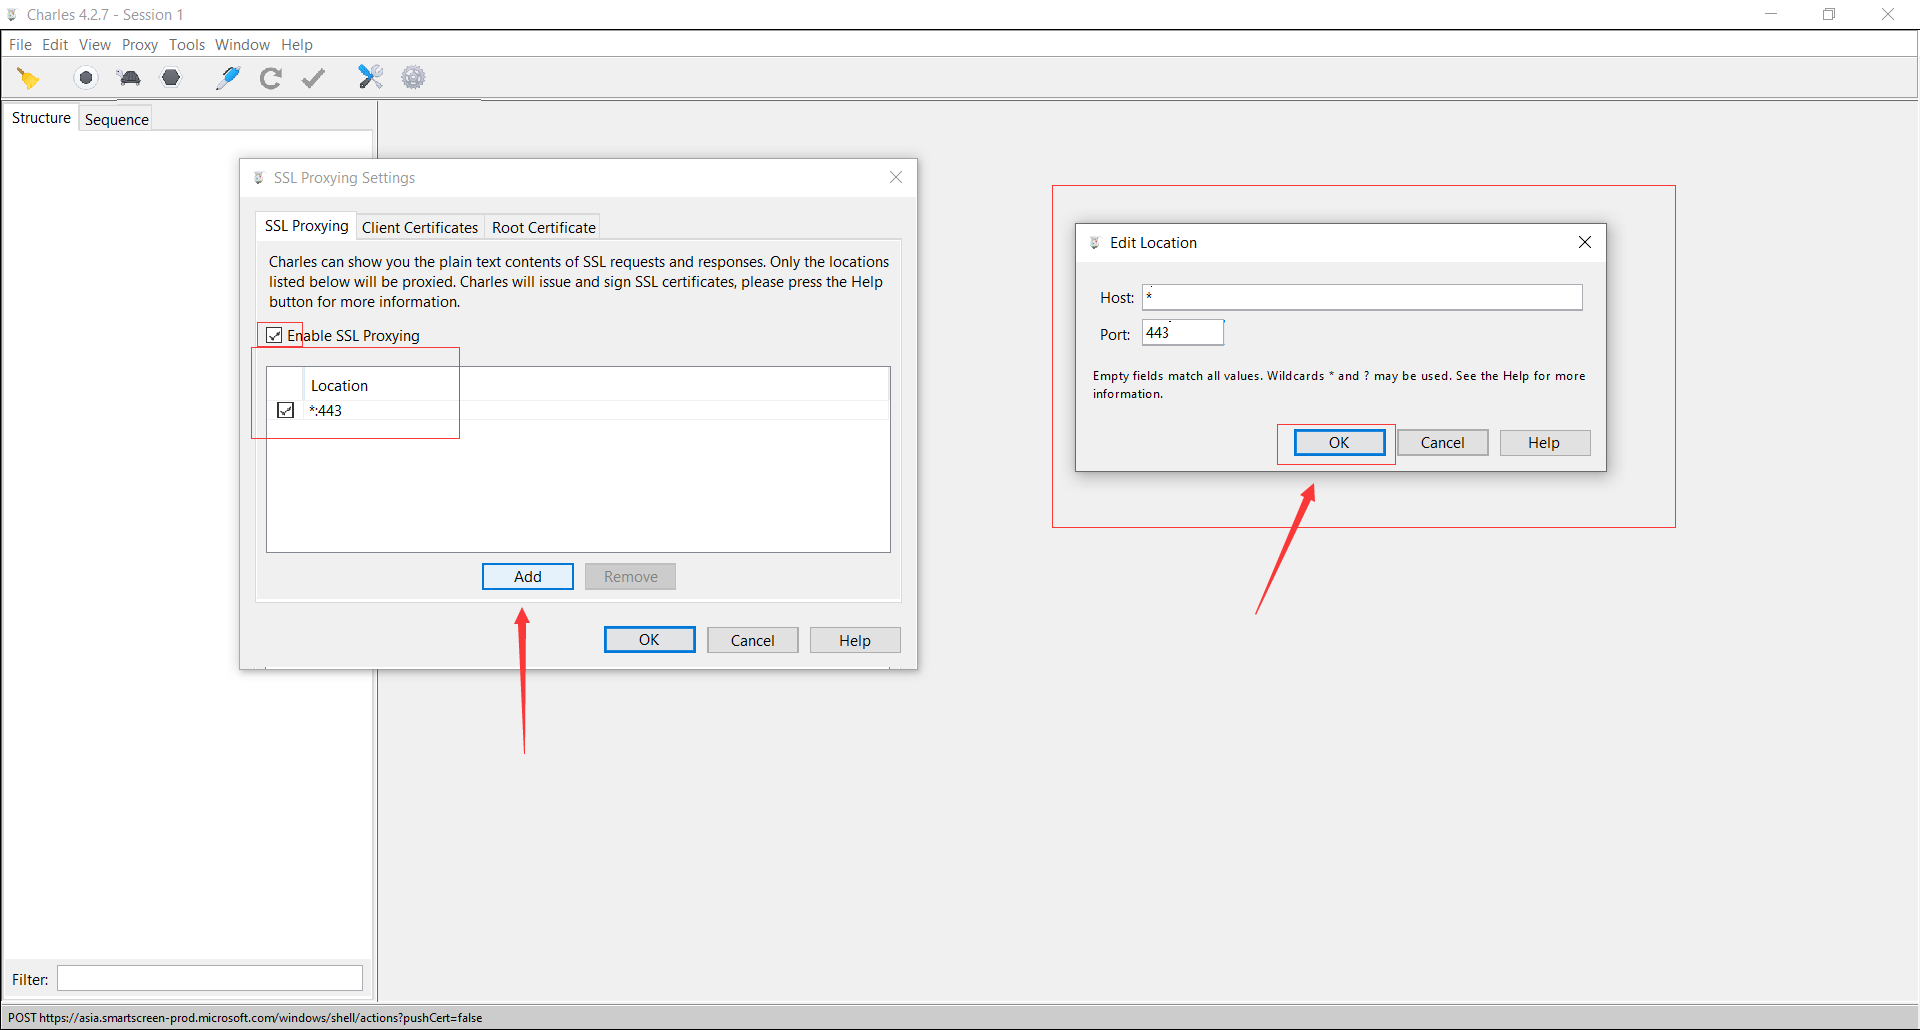 Charles 4.2.7 - Session 1
File Edit View Proxy Tools Window Help
Structure
Sequence
SSL Proxying Settings
SSL Proxying
Client Certificates
Root Certificate
Charles can show you the plain text contents of SSL requests and responses. Only the locations
listed below will be proxied. Charles will issue and sign SSL certificates, please press the Help
button for more information.
Enable SSL Proxying
Location
*:443
Add
Remove
OK
Cancel
Help
Edit Location
Host: *
Port: 443
Empty fields match all values. Wildcards * and ? may be used. See the Help for more
information.
OK
Cancel
Help
Filter:
POST https://asia.smartscreen-prod.microsoft.com/windows/shell/actions?pushCert=false